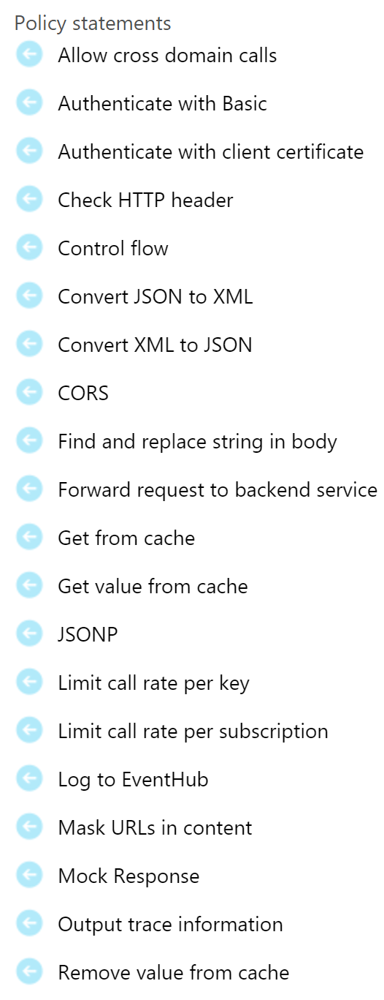 Policy statements
Allow cross domain calls
Authenticate with Basic
Authenticate with client certificate
Check HTTP header
Control flow
Convert JSON to XML
Convert XML to JSON
CORS
Find and replace string in body
Forward request to backend service
Get from cache
Get value from cache
JSONP
Limit call rate per key
Limit call rate per subscription
Log to EventHub
Mask URLs in content
Mock Response
Output trace information
Remove value from cache